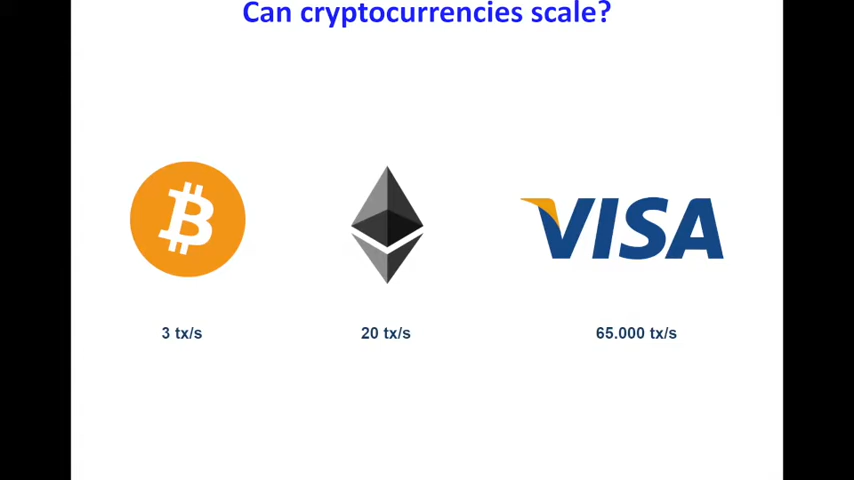 Can cryptocurrencies scale?
VISA
3 tx/s
20 tx/s
65.000 tx/s